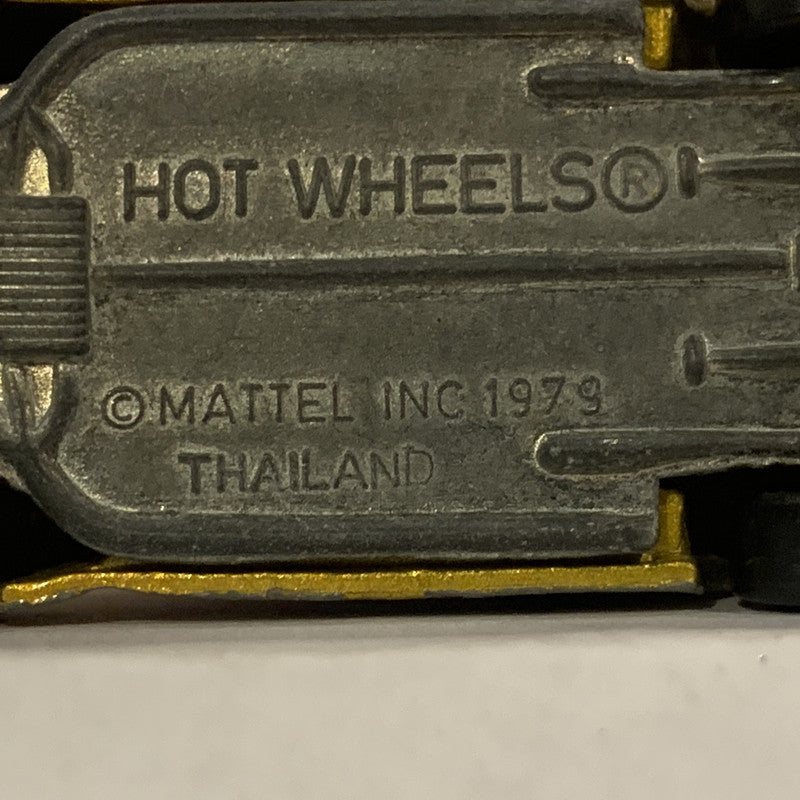 HOT WHEELS®
©MATTEL INC 1979
THAILAND